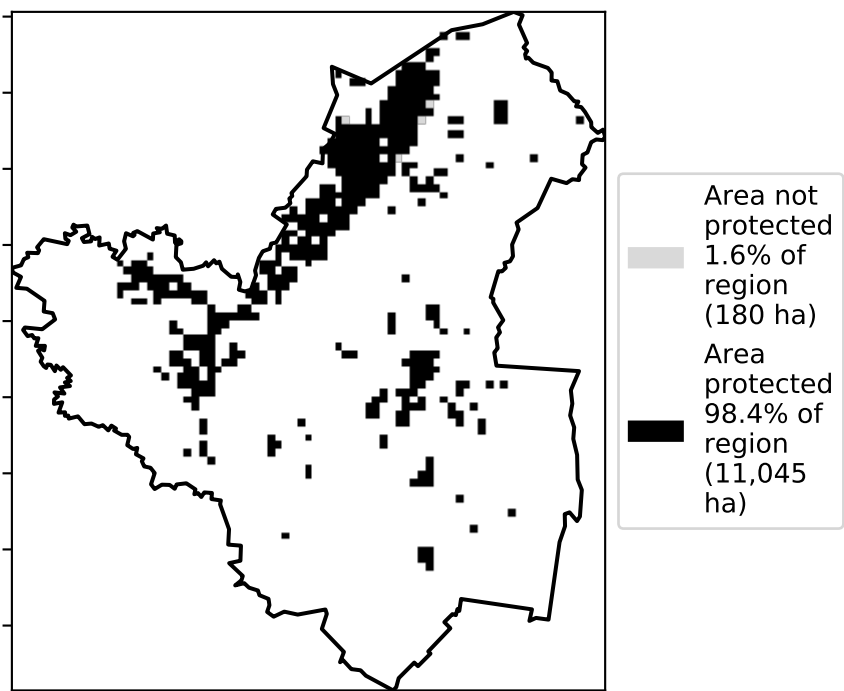 Area not
protected
1.6% of
region
(180 ha)
Area
protected
98.4% of
region
(11,045
ha)